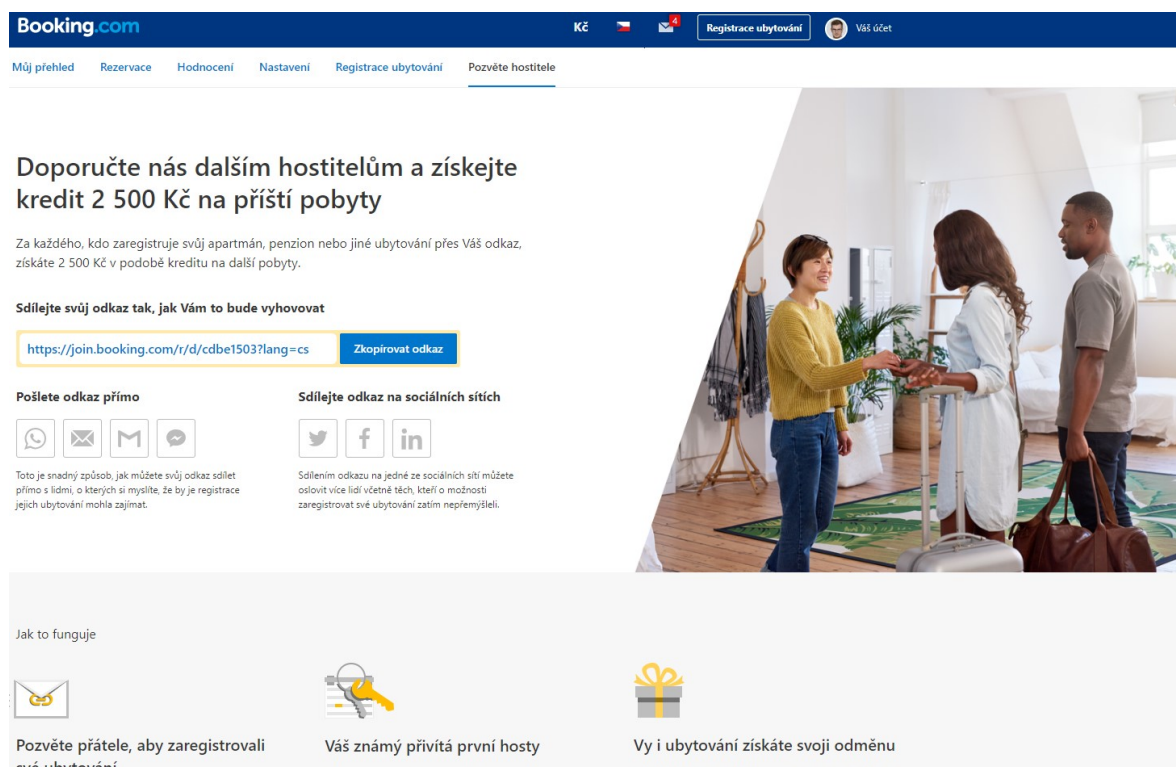 Booking.com
Kč
4
Registrace ubytování
Váš účet
Můj přehled Rezervace Hodnocení Nastavení Registrace ubytování Pozvěte hostitele
Doporučte nás dalším hostitelům a získejte
kredit 2 500 Kč na příští pobyty
Za každého, kdo zaregistruje svůj apartmán, penzion nebo jiné ubytování přes Váš odkaz,
získáte 2 500 Kč v podobě kreditu na další pobyty.
Sdílejte svůj odkaz tak, jak Vám to bude vyhovovat
https://join.booking.com/r/d/cdbe1503?lang=cs
Zkopírovat odkaz
Pošlete odkaz přímo
Toto je snadný způsob, jak můžete svůj odkaz sdílet
přímo s lidmi, o kterých si myslíte, že by je registrace
jejich ubytování mohla zajímat.
Sdílejte odkaz na sociálních sítích
Sdílením odkazu na jedné ze sociálních sítí můžete
oslovit více lidí včetně těch, kteří o možnosti
zaregistrovat své ubytování zatím nepřemýšleli.
Jak to funguje
Pozvěte přátele, aby zaregistrovali
své ubytování
Váš známý přivítá první hosty
Vy i ubytování získáte svoji odměnu